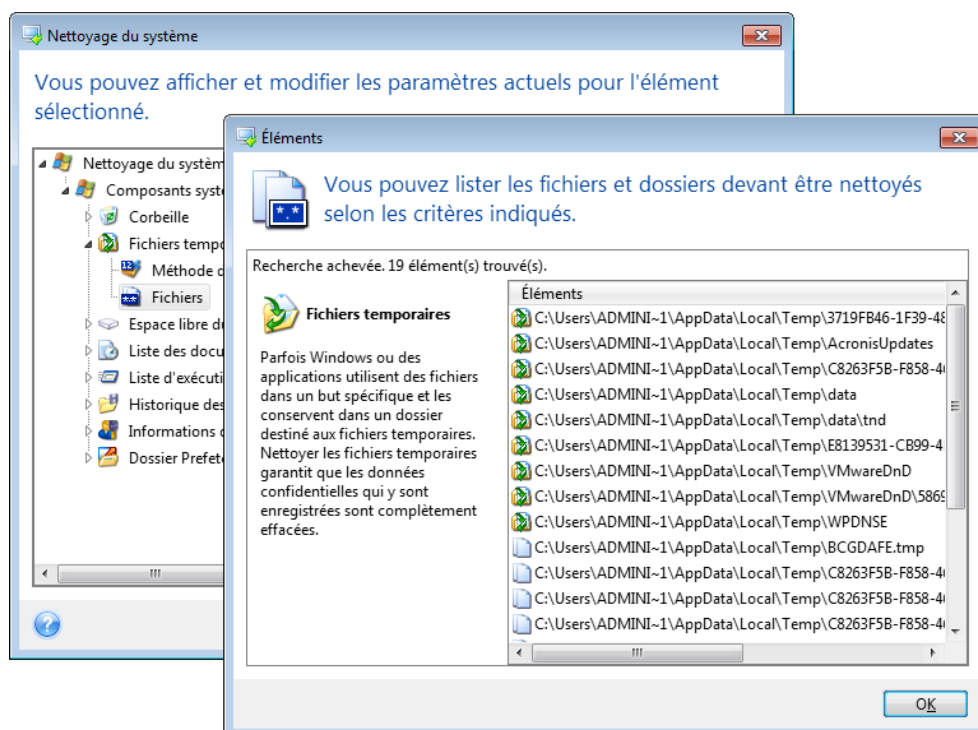 Nettoyage du système
Vous pouvez afficher et modifier les paramètres actuels pour l'élément
sélectionné.
Nettoyage du systèm
Composants systé
Corbeille
Fichiers tempo
Méthode d
Fichiers
Espace libre du
Liste des docu
Liste d'exécuti
Historique des
Informations
Dossier Prefet
Éléments
Vous pouvez lister les fichiers et dossiers devant être nettoyés
selon les critères indiqués.
Recherche achevée. 19 élément(s) trouvé(s).
Fichiers temporaires
Parfois Windows ou des
applications utilisent des fichiers
dans un but spécifique et les
conservent dans un dossier
destiné aux fichiers temporaires.
Nettoyer les fichiers temporaires
garantit que les données
confidentielles qui y sont
enregistrées sont complètement
effacées.
Éléments
C:\Users\ADMINI~1\AppData\Local\Temp\3719FB46-1F39-48
C:\Users\ADMINI~1\AppData\Local\Temp\AcronisUpdates
C:\Users\ADMINI~1\AppData\Local\Temp\C8263F5B-F858-4
C:\Users\ADMINI~1\AppData\Local\Temp\data
C:\Users\ADMINI~1\AppData\Local\Temp\data\tnd
C:\Users\ADMINI~1\AppData\Local\Temp\E8139531-CB99-4
C:\Users\ADMINI~1\AppData\Local\Temp\VMwareDnD
C:\Users\ADMINI~1\AppData\Local\Temp\VMwareDnD\5869
C:\Users\ADMINI~1\AppData\Local\Temp\WPDNSE
C:\Users\ADMINI~1\AppData\Local\Temp\BCGDAFE.tmp
C:\Users\ADMINI~1\AppData\Local\Temp\C8263F5B-F858-4
C:\Users\ADMINI~1\AppData\Local\Temp\C8263F5B-F858-4
C:\Users\ADMINI~1\AppData\Local\Temp\C8263F5B-F858-4
OK